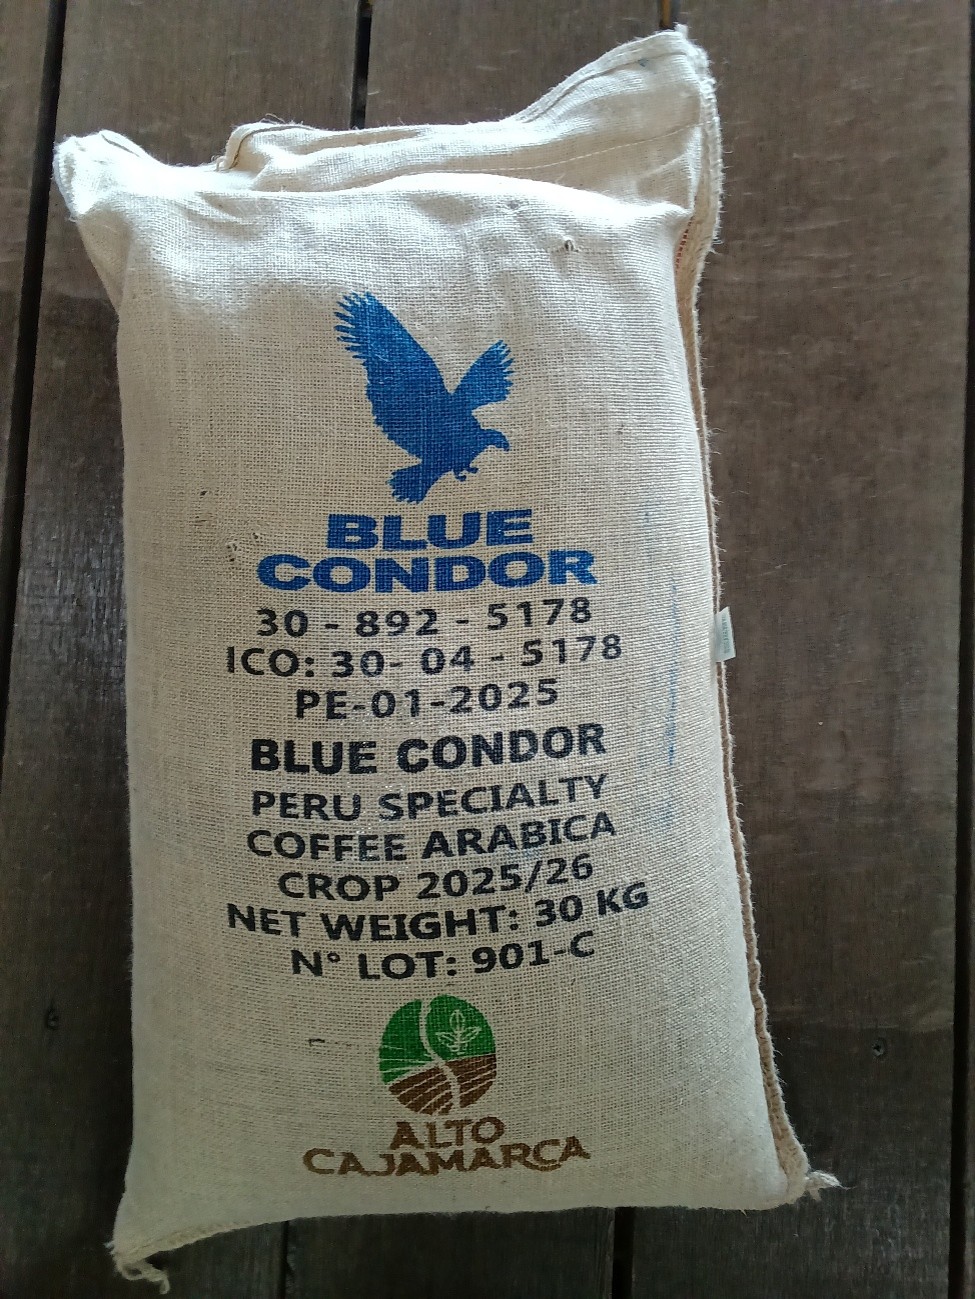 BLUE
CONDOR
30 - 892 - 5178
ICO: 30- 04 - 5178
PE-01-2025
BLUE CONDOR
PERU SPECIALTY
COFFEE ARABICA
CROP 2025/26
NET WEIGHT: 30 KG
N° LOT: 901-C
ALTO
CAJAMARCA